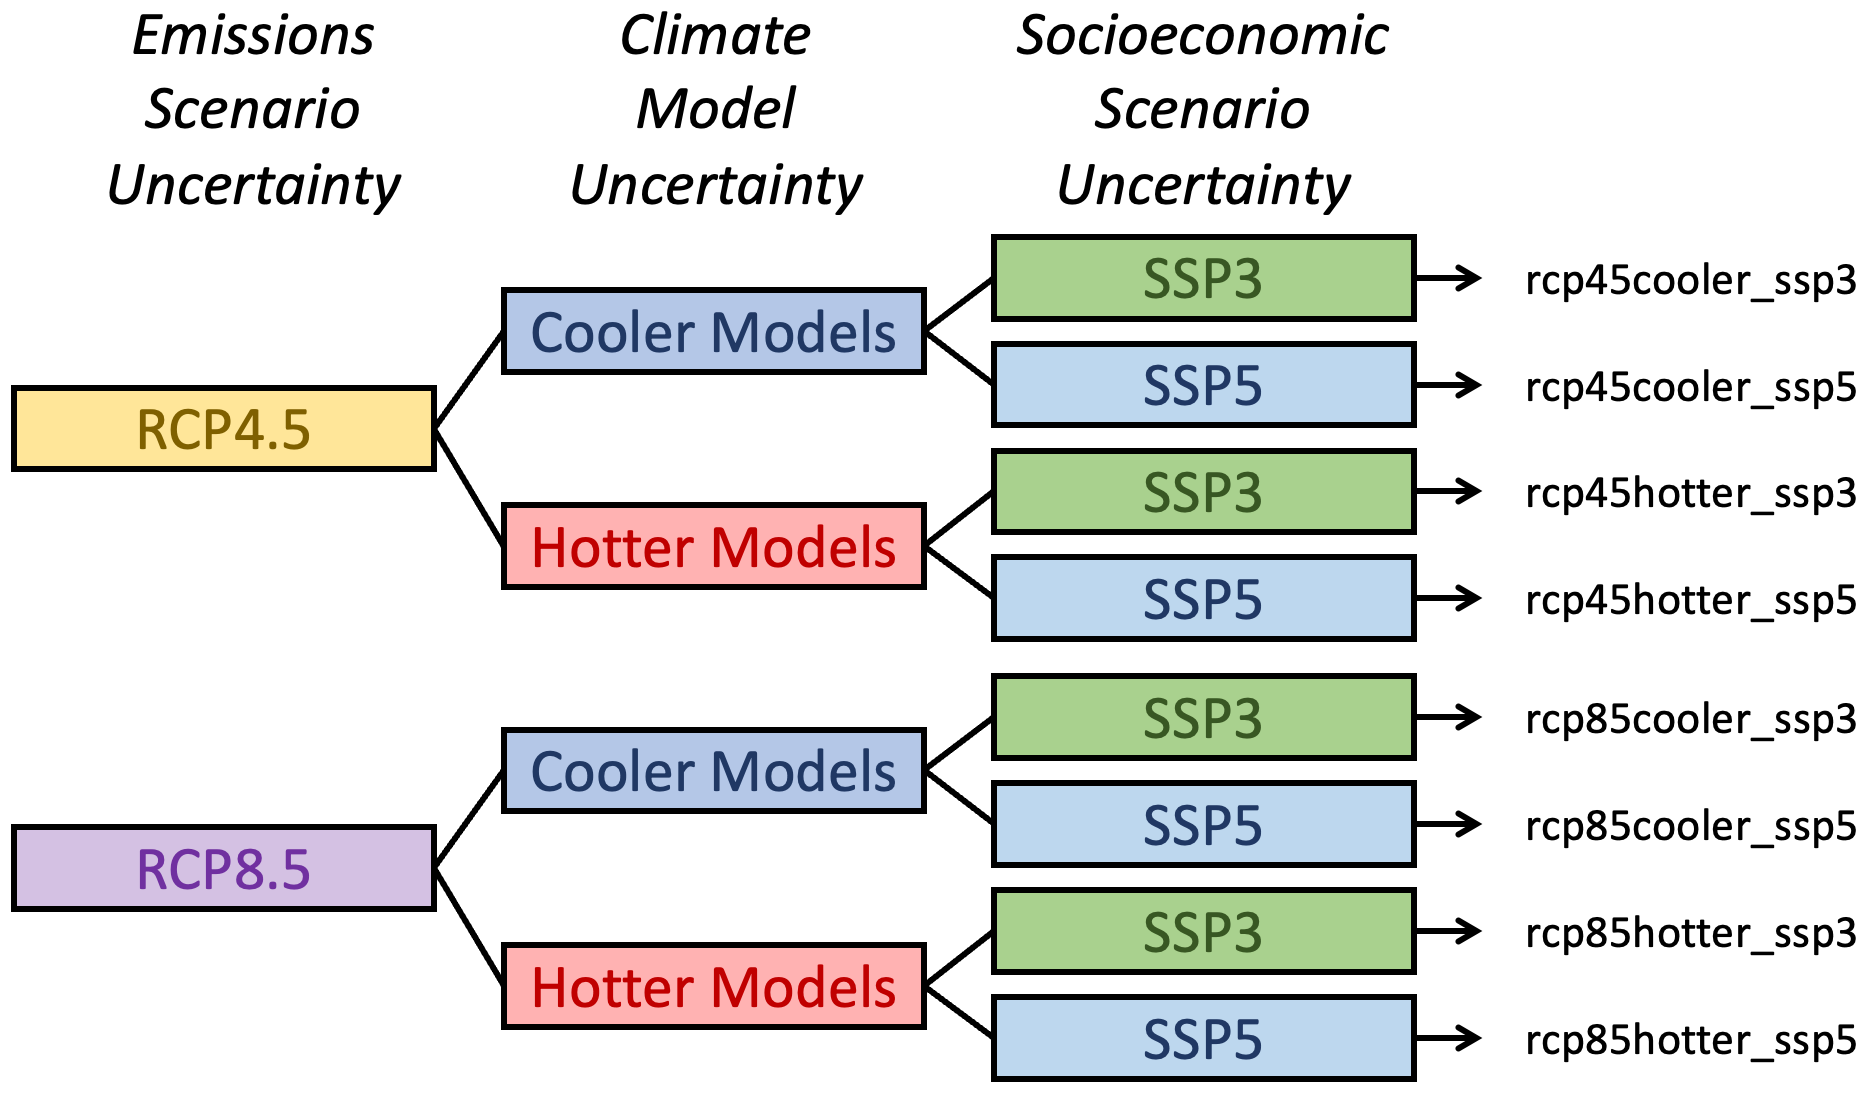 Emissions
Scenario
Uncertainty
Climate
Model
Uncertainty
Socioeconomic
Scenario
Uncertainty
RCP4.5
Cooler Models
SSP3
rcp45cooler_ssp3
SSP5
rcp45cooler_ssp5
Hotter Models
SSP3
rcp45hotter_ssp3
SSP5
rcp45hotter_ssp5
RCP8.5
Cooler Models
SSP3
rcp85cooler_ssp3
SSP5
rcp85cooler_ssp5
Hotter Models
SSP3
rcp85hotter_ssp3
SSP5
rcp85hotter_ssp5